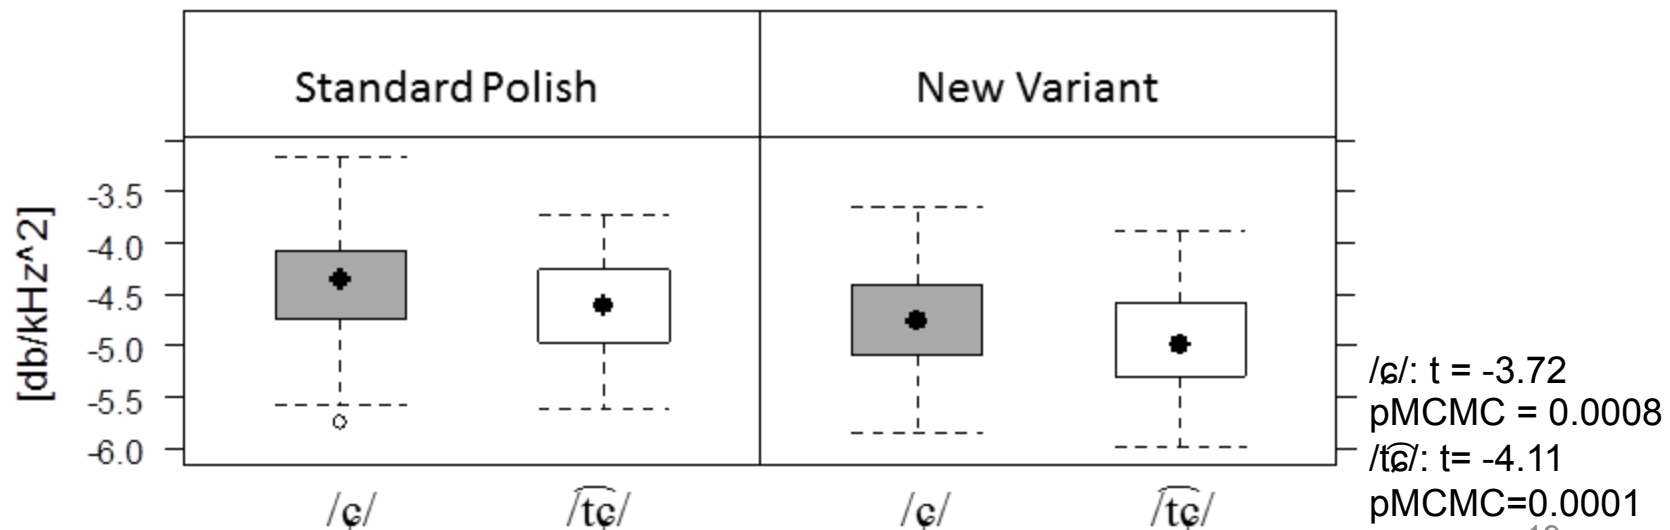 Standard Polish
New Variant
[db/kHz^2]
-3.5
-4.0
-4.5
-5.0
-5.5
-6.0
/ɕ/
/t͡ɕ/
/ɕ/
/t͡ɕ/
/ɕ/: t = -3.72
pMCMC = 0.0008
/t͡ɕ/: t= -4.11
pMCMC=0.0001